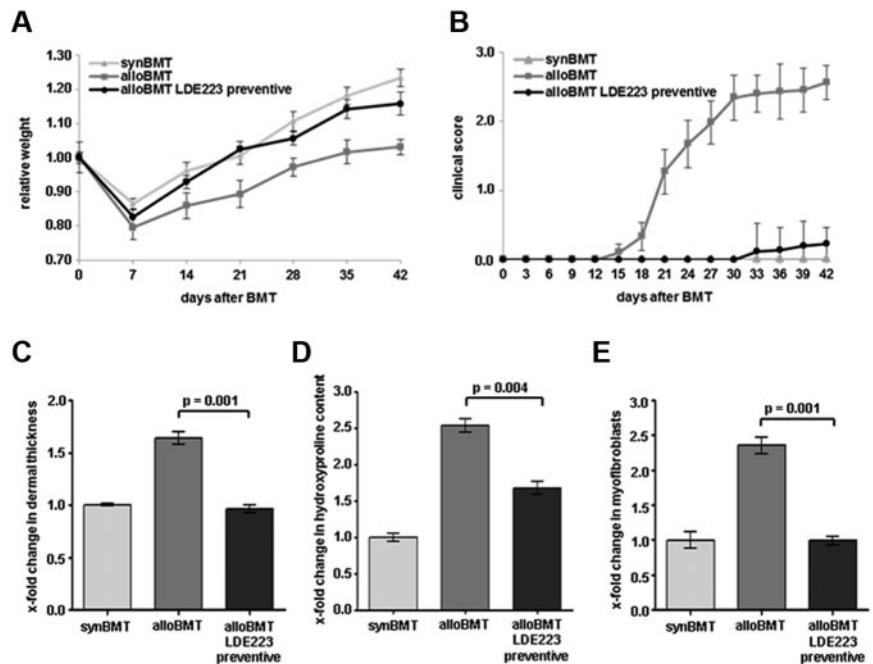 A
synBMT
alloBMT
alloBMT LDE223 preventive
1.30
1.20
1.10
1.00
0.90
0.80
0.70
relative weight
0 7 14 21 28 35 42
days after BMT
B
synBMT
alloBMT
alloBMT LDE223 preventive
3.0
2.0
1.0
0.0
clinical score
0 3 6 9 12 15 18 21 24 27 30 33 36 39 42
days after BMT
C
x-fold change in dermal thickness
2.0
1.5
1.0
0.5
0.0
p = 0.001
synBMT alloBMT alloBMT
LDE223
preventive
D
x-fold change in hydroxyproline content
3.0
2.5
2.0
1.5
1.0
0.5
0.0
p = 0.004
synBMT alloBMT alloBMT
LDE223
preventive
E
x-fold change in myofibroblasts
3.0
2.5
2.0
1.5
1.0
0.5
0.0
p = 0.001
synBMT alloBMT alloBMT
LDE223
preventive